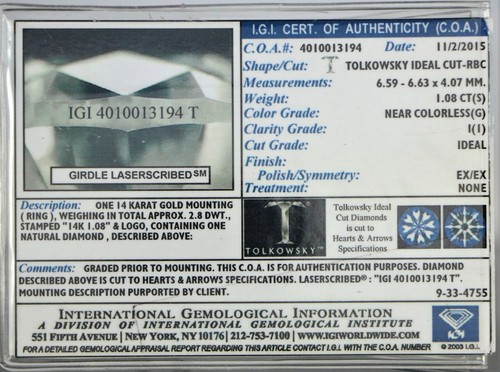 I.G.I. CERT. OF AUTHENTICITY (C.O.A.)
C.O.A.#: 4010013194 Date: 11/2/2015
Shape/Cut: T TOLKOWSKY IDEAL CUT-RBC
Measurements: 6.59 - 6.63 x 4.07 MM.
Weight: 1.08 CT(S)
Color Grade: NEAR COLORLESS(G)
Clarity Grade: I(1)
Cut Grade: IDEAL
Finish:
Polish/Symmetry: EX/EX
Treatment: NONE
IGI 4010013194 T
GIRDLE LASERSCRIBED SM
Description: ONE 14 KARAT GOLD MOUNTING
( RING ), WEIGHING IN TOTAL APPROX. 2.8 DWT.,
STAMPED "14K 1.08" & LOGO, CONTAINING ONE
NATURAL DIAMOND , DESCRIBED ABOVE:
T
TOLKOWSKY™
Tolkowsky Ideal
Cut Diamonds
is cut to
Hearts & Arrows
Specifications
Comments: GRADED PRIOR TO MOUNTING. THIS C.O.A. IS FOR AUTHENTICATION PURPOSES. DIAMOND
DESCRIBED ABOVE IS CUT TO HEARTS & ARROWS SPECIFICATIONS. LASERSCRIBED®: "IGI 4010013194 T".
MOUNTING DESCRIPTION PURPORTED BY CLIENT. 9-33-4755
INTERNATIONAL GEMOLOGICAL INFORMATION
A DIVISION OF INTERNATIONAL GEMOLOGICAL INSTITUTE
551 FIFTH AVENUE | NEW YORK, NY 10176 | 212-753-7100 | WWW.IGIWORLDWIDE.COM
FOR A DETAILED GEMOLOGICAL APPRAISAL REPORT REGARDING THIS ARTICLE CONTACT I.G.I. WITH THE C.O.A. NUMBER
IGI
© 2003 I.G.I.